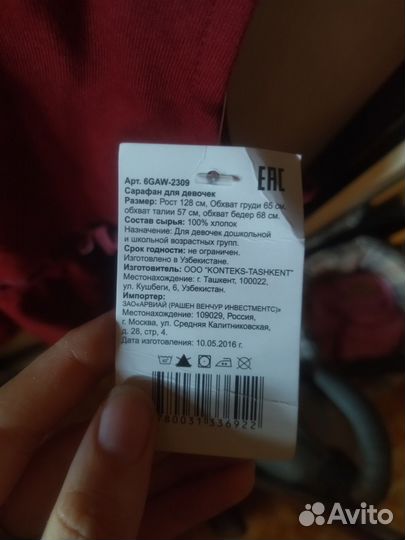 Арт. 6GAW-2309
Сарафан для девочек
Размер: Рост 128 см, Обхват груди 65 см,
обхват талии 57 см, обхват бедер 68 см.
Состав сырья: 100% хлопок
Назначение: Для девочек дошкольной
и школьной возрастных групп.
Срок годности: не ограничен.
Изготовлено в Узбекистане.
Изготовитель: ООО "KONTEKS-TASHKENT"
Местонахождение: г. Ташкент, 100022,
ул. Кушбеги, 6, Узбекистан.
Импортер:
ЗАО«АРВИАЙ (РАШЕН ВЕНЧУР ИНВЕСТМЕНТС)»
Местонахождение: 109029, Россия,
г. Москва, ул. Средняя Калитниковская,
д. 28, стр. 4.
Дата изготовления: 10.05.2016 г.
EAC
780031 336922
Avito